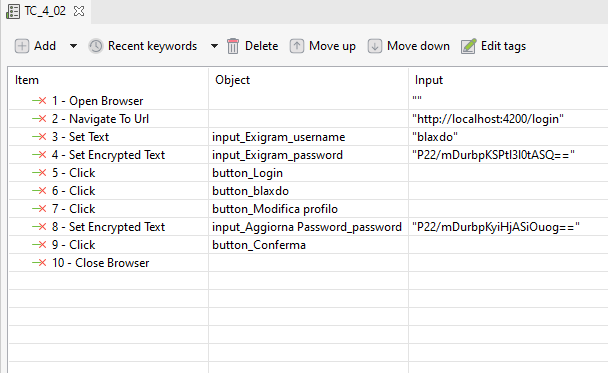 TC_4_02
Add Recent keywords Delete Move up Move down Edit tags
Item Object Input
1 - Open Browser ""
2 - Navigate To Url "http://localhost:4200/login"
3 - Set Text input_Exigram_username "blaxdo"
4 - Set Encrypted Text input_Exigram_password "P22/mDurbpKSPtl3I0tASQ=="
5 - Click button_Login
6 - Click button_blaxdo
7 - Click button_Modifica profilo
8 - Set Encrypted Text input_Aggiorna Password_password "P22/mDurbpKyiHjASiOuog=="
9 - Click button_Conferma
10 - Close Browser